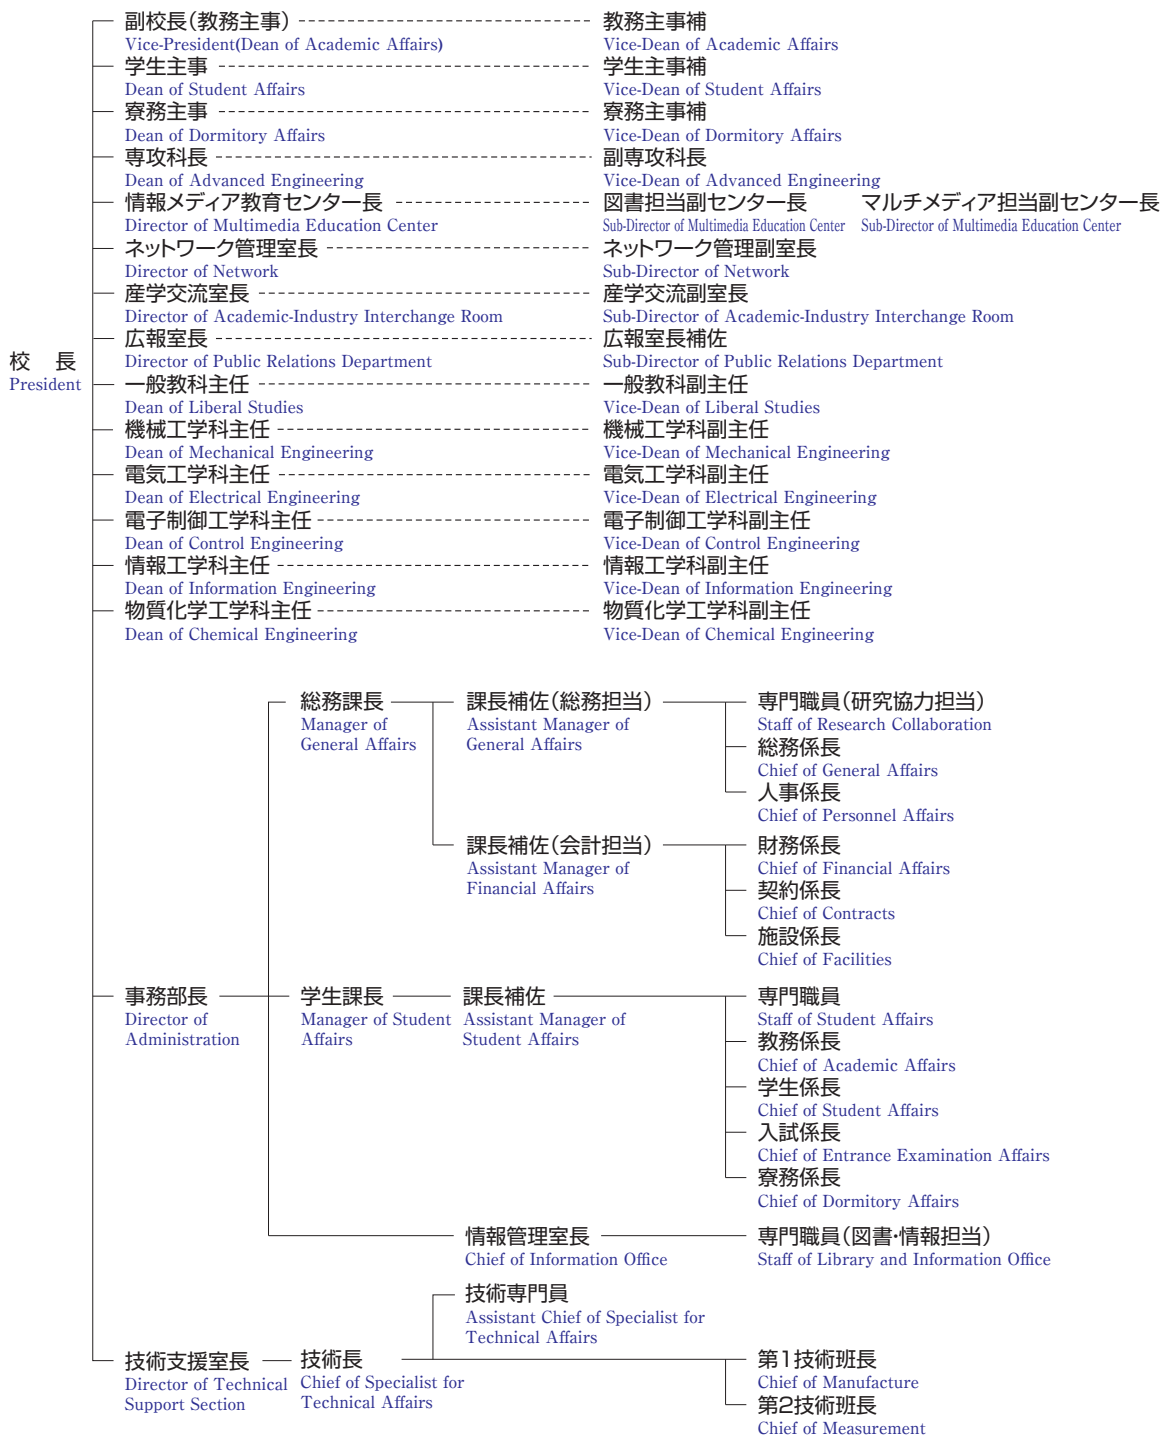 副校長（教務主事） 教務主事補
Vice-President(Dean of Academic Affairs) Vice-Dean of Academic Affairs
学生主事 学生主事補
Dean of Student Affairs Vice-Dean of Student Affairs
寮務主事 寮務主事補
Dean of Dormitory Affairs Vice-Dean of Dormitory Affairs
専攻科長 副専攻科長
Dean of Advanced Engineering Vice-Dean of Advanced Engineering
情報メディア教育センター長 図書担当副センター長 マルチメディア担当副センター長
Director of Multimedia Education Center Sub-Director of Multimedia Education Center Sub-Director of Multimedia Education Center
ネットワーク管理室長 ネットワーク管理副室長
Director of Network Sub-Director of Network
産学交流室長 産学交流副室長
Director of Academic-Industry Interchange Room Sub-Director of Academic-Industry Interchange Room
広報室長 広報室長補佐
Director of Public Relations Department Sub-Director of Public Relations Department
校 長
President
一般教科主任 一般教科副主任
Dean of Liberal Studies Vice-Dean of Liberal Studies
機械工学科主任 機械工学科副主任
Dean of Mechanical Engineering Vice-Dean of Mechanical Engineering
電気工学科主任 電気工学科副主任
Dean of Electrical Engineering Vice-Dean of Electrical Engineering
電子制御工学科主任 電子制御工学科副主任
Dean of Control Engineering Vice-Dean of Control Engineering
情報工学科主任 情報工学科副主任
Dean of Information Engineering Vice-Dean of Information Engineering
物質化学工学科主任 物質化学工学科副主任
Dean of Chemical Engineering Vice-Dean of Chemical Engineering
総務課長 課長補佐（総務担当） 専門職員（研究協力担当）
Manager of Assistant Manager of Staff of Research Collaboration
General Affairs General Affairs
総務係長
Chief of General Affairs
人事係長
Chief of Personnel Affairs
課長補佐（会計担当） 財務係長
Assistant Manager of Chief of Financial Affairs
Financial Affairs
契約係長
Chief of Contracts
施設係長
Chief of Facilities
事務部長 学生課長 課長補佐 専門職員
Director of Manager of Student Assistant Manager of Staff of Student Affairs
Administration Affairs Student Affairs
教務係長
Chief of Academic Affairs
学生係長
Chief of Student Affairs
入試係長
Chief of Entrance Examination Affairs
寮務係長
Chief of Dormitory Affairs
情報管理室長 専門職員（図書・情報担当）
Chief of Information Office Staff of Library and Information Office
技術専門員
Assistant Chief of Specialist for
Technical Affairs
技術支援室長 技術長 第1技術班長
Director of Technical Chief of Specialist for Chief of Manufacture
Support Section Technical Affairs
第2技術班長
Chief of Measurement